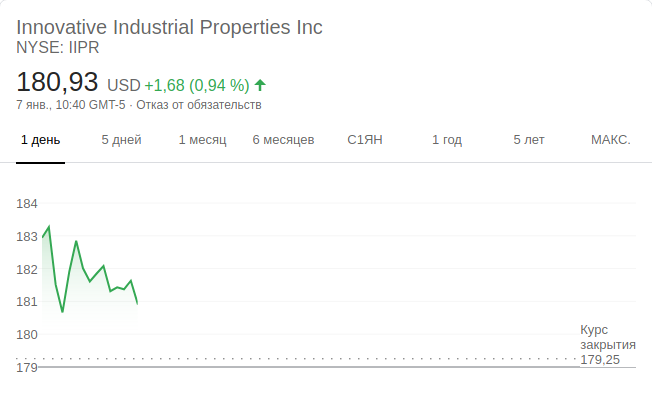 Innovative Industrial Properties Inc
NYSE: IIPR
180,93 USD +1,68 (0,94 %)
7 янв., 10:40 GMT-5 · Отказ от обязательств
1 день 5 дней 1 месяц 6 месяцев С1ЯН 1 год 5 лет МАКС.
184
183
182
181
180
179
Курс
закрытия
179,25